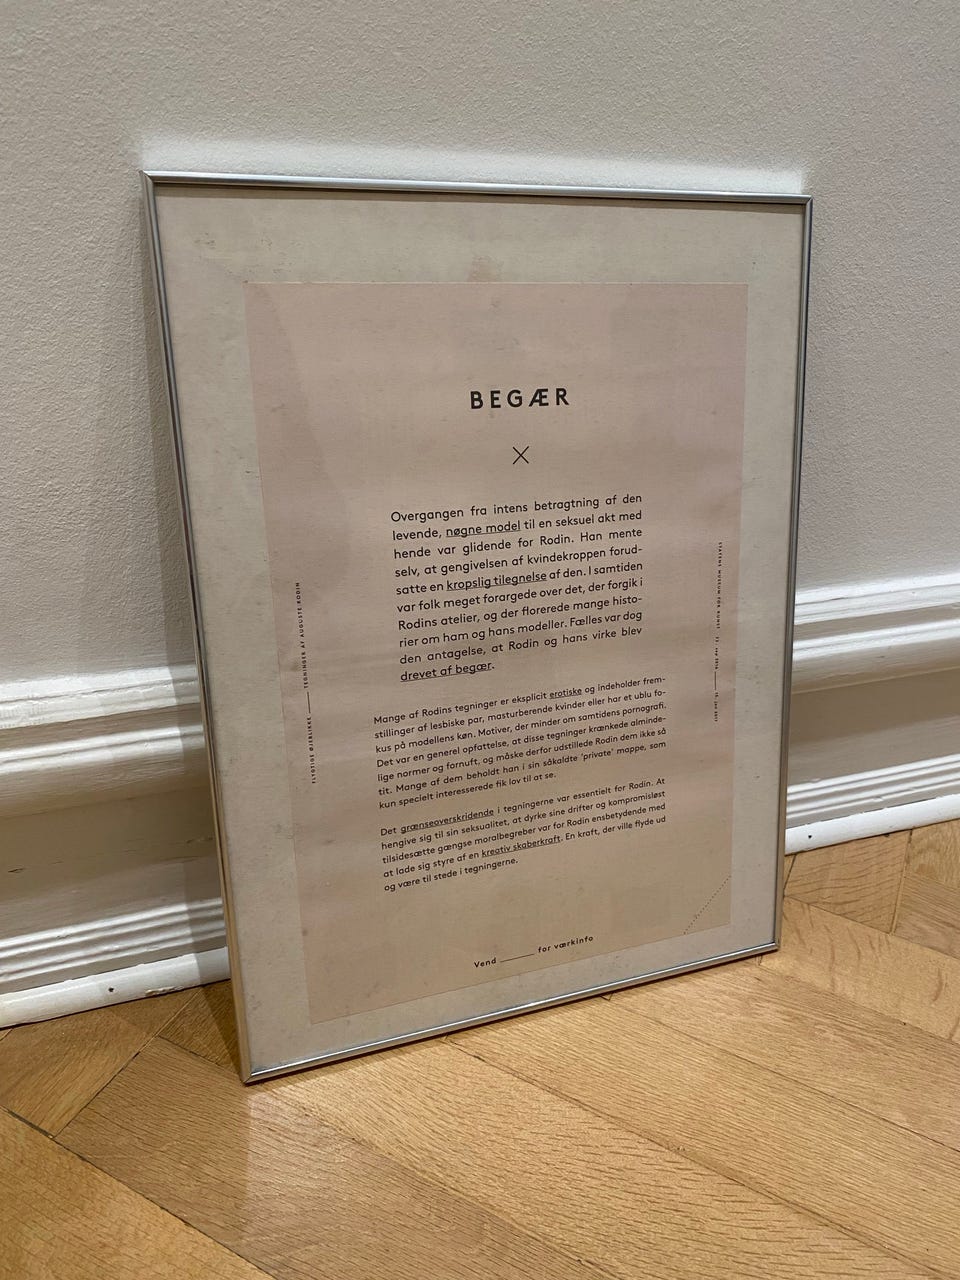 BEGÆR
Overgangen fra intens betragtning af den
levende, nøgne model til en seksuel akt med
hende var glidende for Rodin. Han mente
selv, at gengivelsen af kvindekroppen forud-
satte en kropslig tilegnelse af den. I samtiden
var folk meget forargede over det, der forgik i
Rodins atelier, og der florerede mange histo-
rier om ham og hans modeller. Fælles var dog
den antagelse, at Rodin og hans virke blev
drevet af begær.
Mange af Rodins tegninger er eksplicit erotiske og indeholder frem-
stillinger af lesbiske par, masturberende kvinder eller har et ublu fo-
kus på modellens køn. Motiver, der minder om samtidens pornografi.
Det var en generel opfattelse, at disse tegninger krænkede alminde-
lige normer og fornuft, og måske derfor udstillede Rodin dem ikke så
tit. Mange af dem beholdt han i sin såkaldte 'private' mappe, som
kun specielt interesserede fik lov til at se.
Det grænseoverskridende i tegningerne var essentielt for Rodin. At
hengive sig til sin seksualitet, at dyrke sine drifter og kompromisløst
tilsidesætte gængse moralbegreber var for Rodin ensbetydende med
at lade sig styre af en kreativ skaberkraft. En kraft, der ville flyde ud
og være til stede i tegningerne.
Vend ______ for værkinfo
FLYGTIGE ØJEBLIKKE ——— TEGNINGER AF AUGUSTE RODIN
STATENS MUSEUM FOR KUNST